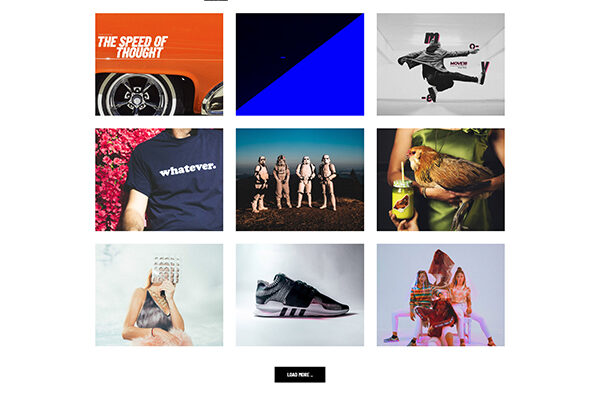 THE SPEED OF
THOUGHT
m
o-
MOVEM
v
-e
whatever.
LOAD MORE ..